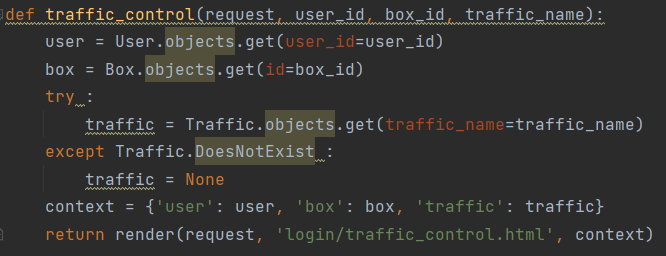 def traffic_control(request, user_id, box_id, traffic_name):
    user = User.objects.get(user_id=user_id)
    box = Box.objects.get(id=box_id)
    try :
        traffic = Traffic.objects.get(traffic_name=traffic_name)
    except Traffic.DoesNotExist :
        traffic = None
    context = {'user': user, 'box': box, 'traffic': traffic}
    return render(request, 'login/traffic_control.html', context)